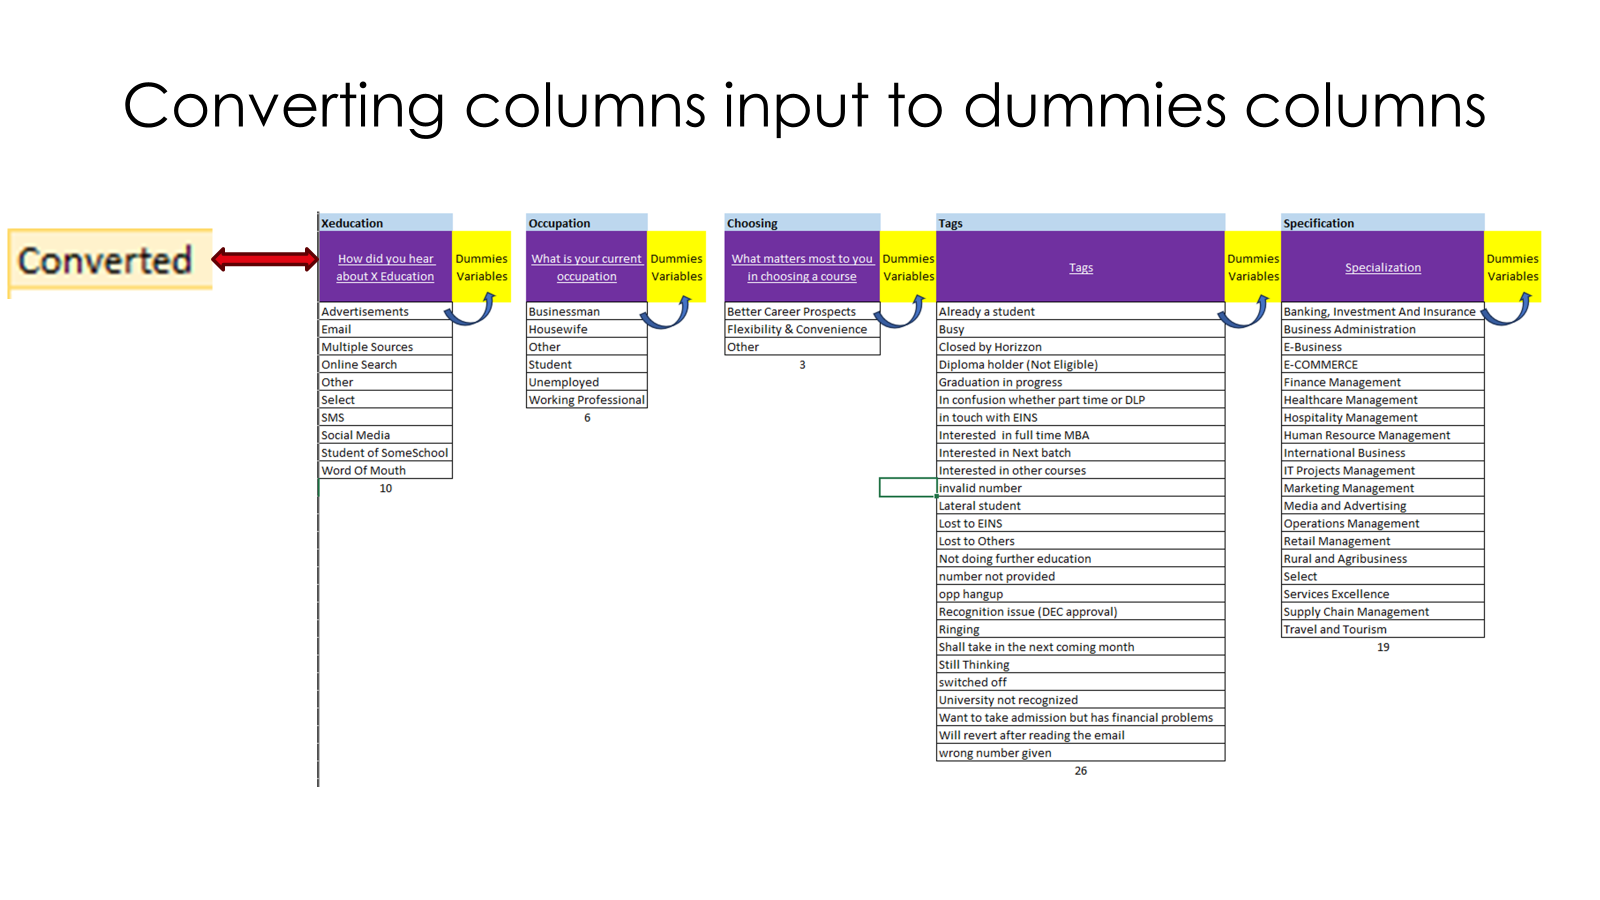 Converting columns input to dummies columns
Converted
Xeducation
How did you hear
about X Education
Dummies
Variables
Advertisements
Email
Multiple Sources
Online Search
Other
Select
SMS
Social Media
Student of SomeSchool
Word Of Mouth
10
Occupation
What is your current
occupation
Dummies
Variables
Businessman
Housewife
Other
Student
Unemployed
Working Professional
6
Choosing
What matters most to you
in choosing a course
Dummies
Variables
Better Career Prospects
Flexibility & Convenience
Other
3
Tags
Tags
Dummies
Variables
Already a student
Busy
Closed by Horizzon
Diploma holder (Not Eligible)
Graduation in progress
In confusion whether part time or DLP
in touch with EINS
Interested  in full time MBA
Interested in Next batch
Interested in other courses
invalid number
Lateral student
Lost to EINS
Lost to Others
Not doing further education
number not provided
opp hangup
Recognition issue (DEC approval)
Ringing
Shall take in the next coming month
Still Thinking
switched off
University not recognized
Want to take admission but has financial problems
Will revert after reading the email
wrong number given
26
Specification
Specialization
Dummies
Variables
Banking, Investment And Insurance
Business Administration
E-Business
E-COMMERCE
Finance Management
Healthcare Management
Hospitality Management
Human Resource Management
International Business
IT Projects Management
Marketing Management
Media and Advertising
Operations Management
Retail Management
Rural and Agribusiness
Select
Services Excellence
Supply Chain Management
Travel and Tourism
19